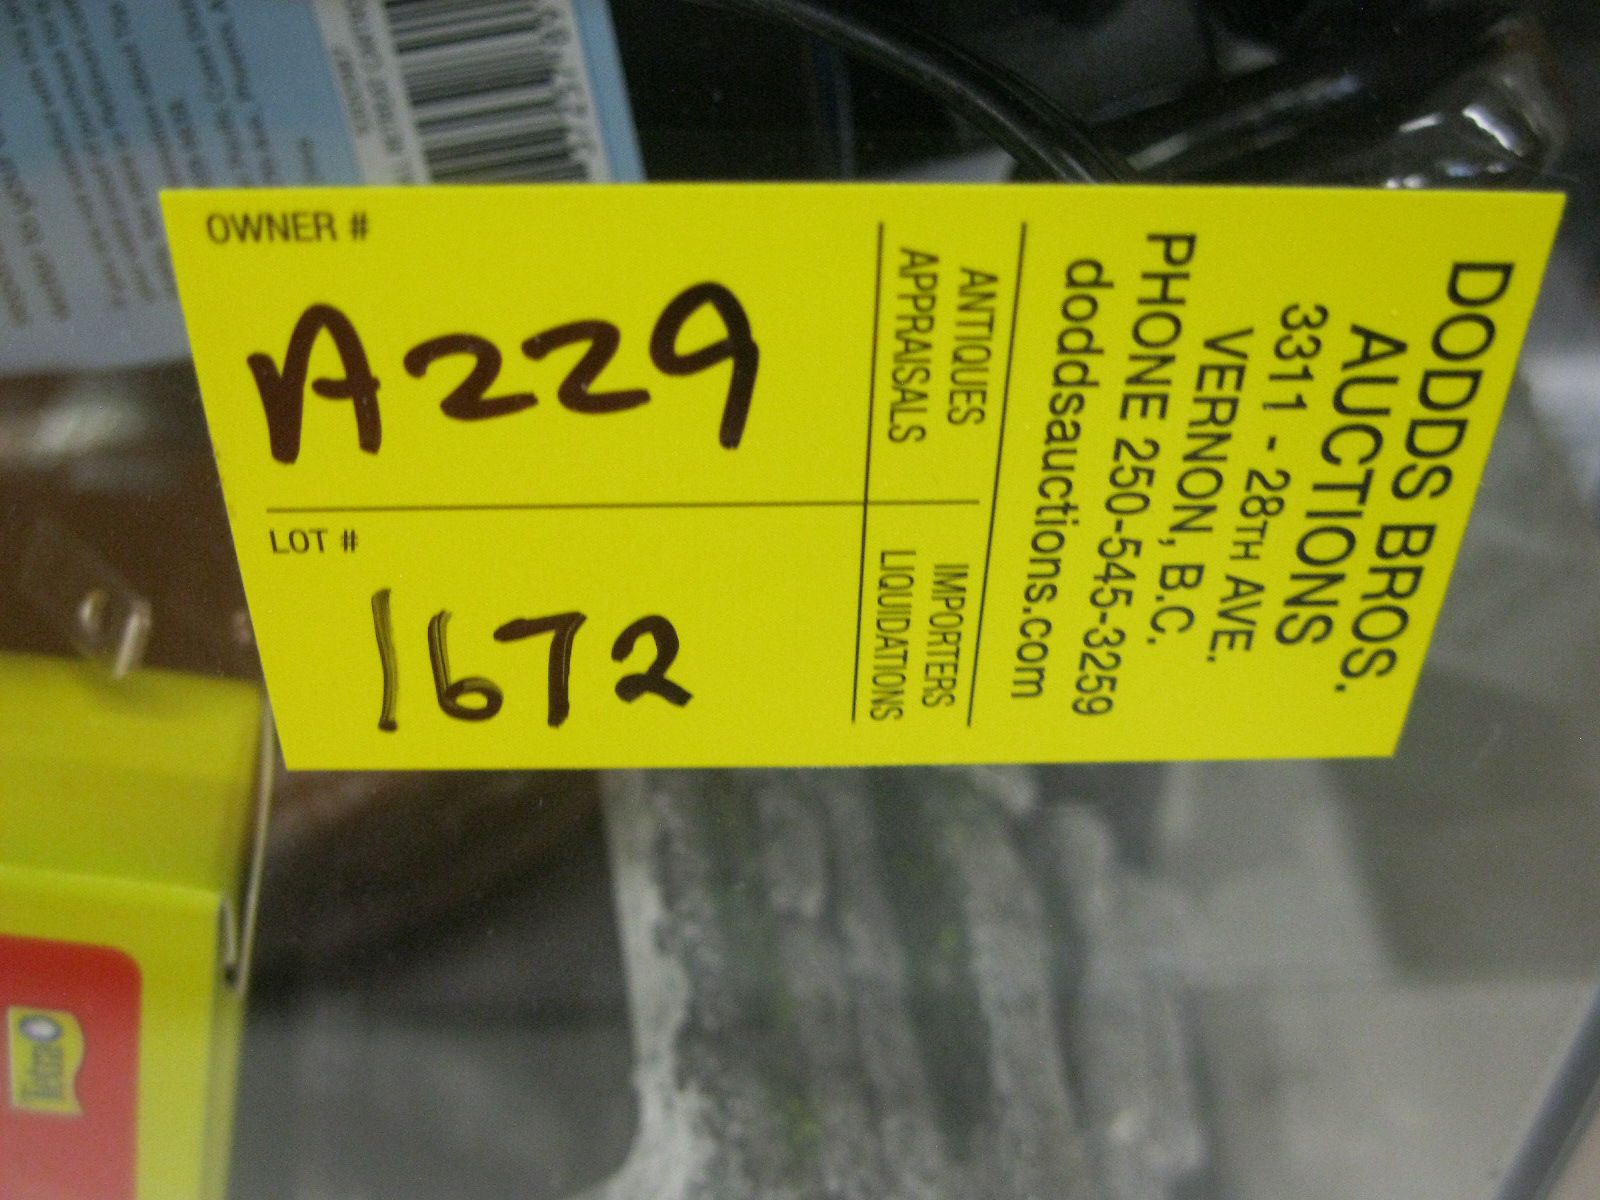 DODDS BROS.
AUCTIONS
3311 - 28TH AVE.
VERNON, B.C.
PHONE 250-545-3259
doddsauctions.com
ANTIQUES IMPORTERS
APPRAISALS LIQUIDATIONS
OWNER #
A229
LOT #
1672
Tetra